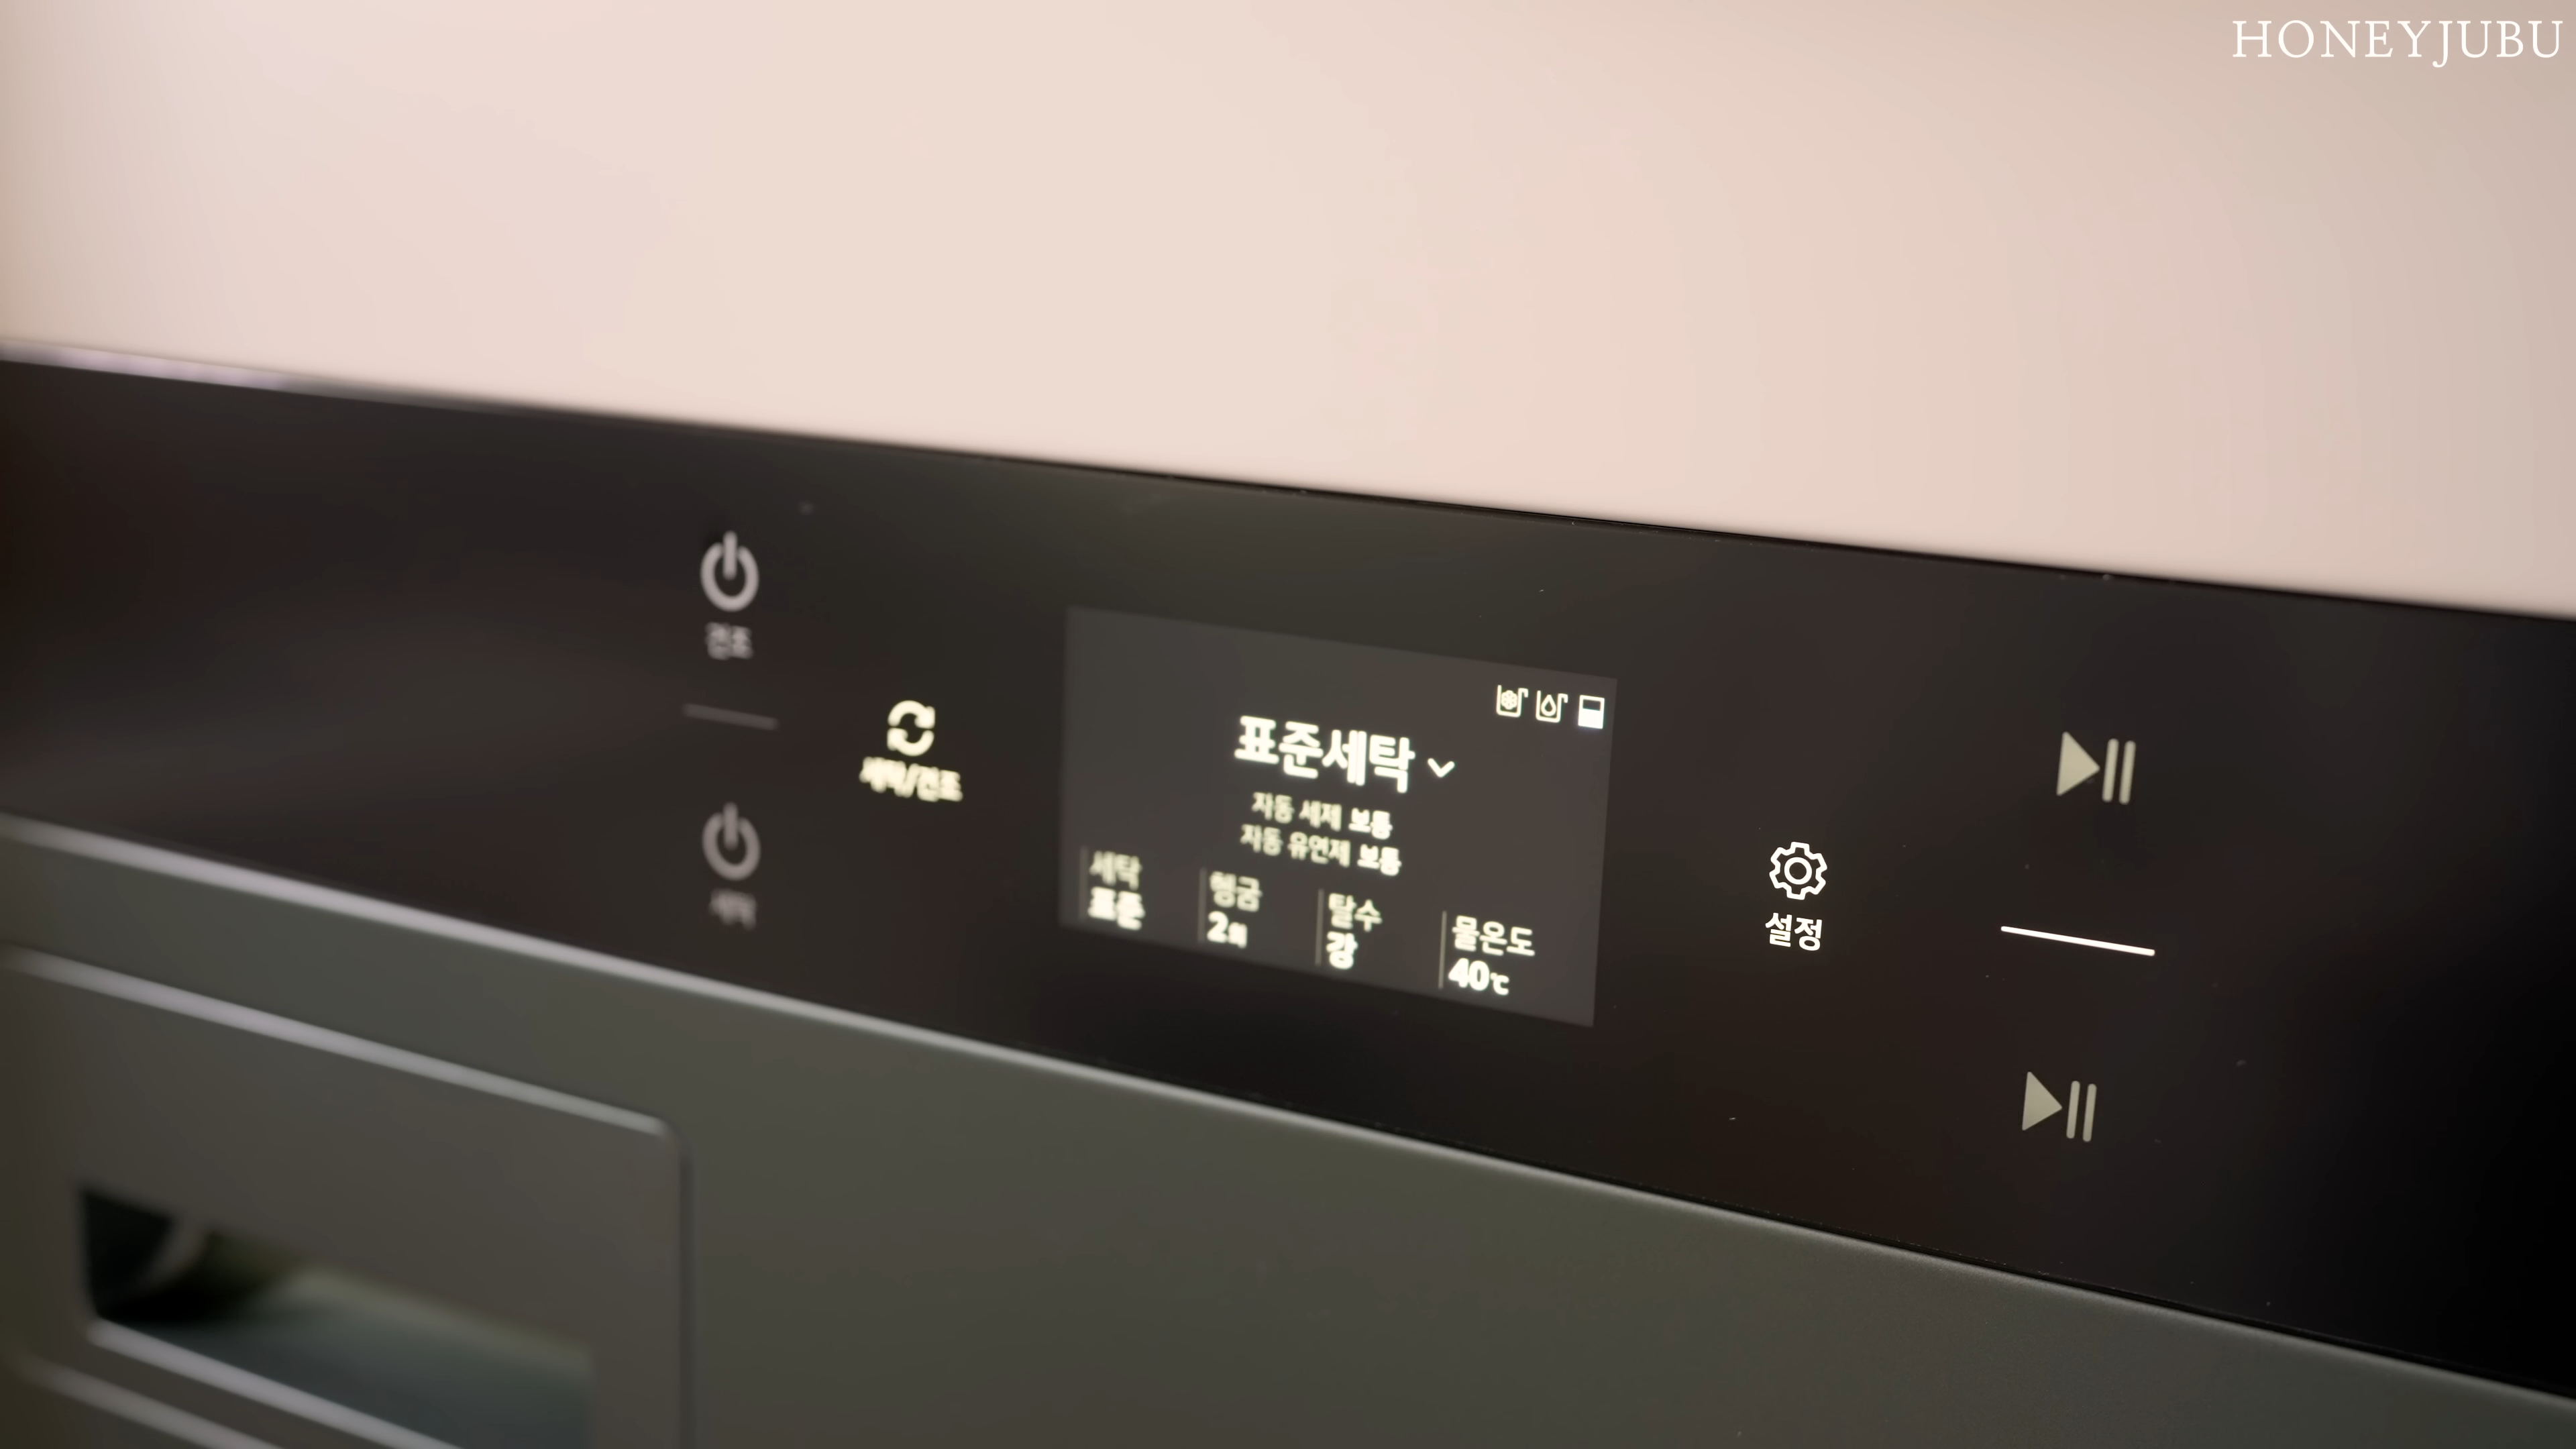 HONEYJUBU
건조
세탁/건조
세탁
표준세탁
자동 세제 보통
자동 유연제 보통
세탁 헹굼 탈수 물온도
표준 2회 강 40℃
설정